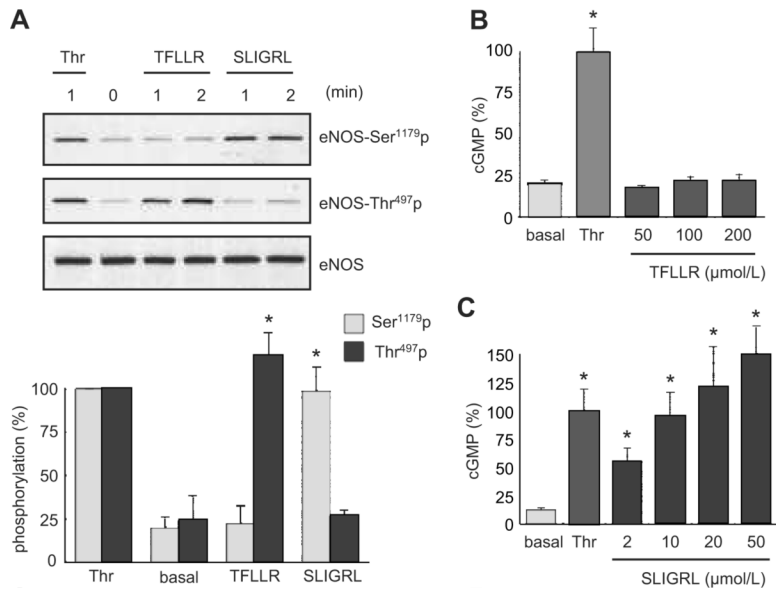 A
Thr TFLLR SLIGRL
1 0 1 2 1 2 (min)
eNOS-Ser1179p
eNOS-Thr497p
eNOS
Ser1179p
Thr497p
* *
phosphorylation (%)
100
75
50
25
0
Thr basal TFLLR SLIGRL
B
*
cGMP (%)
100
75
50
25
0
basal Thr 50 100 200
TFLLR (µmol/L)
C
* * * * *
cGMP (%)
150
125
100
75
50
25
0
basal Thr 2 10 20 50
SLIGRL (µmol/L)